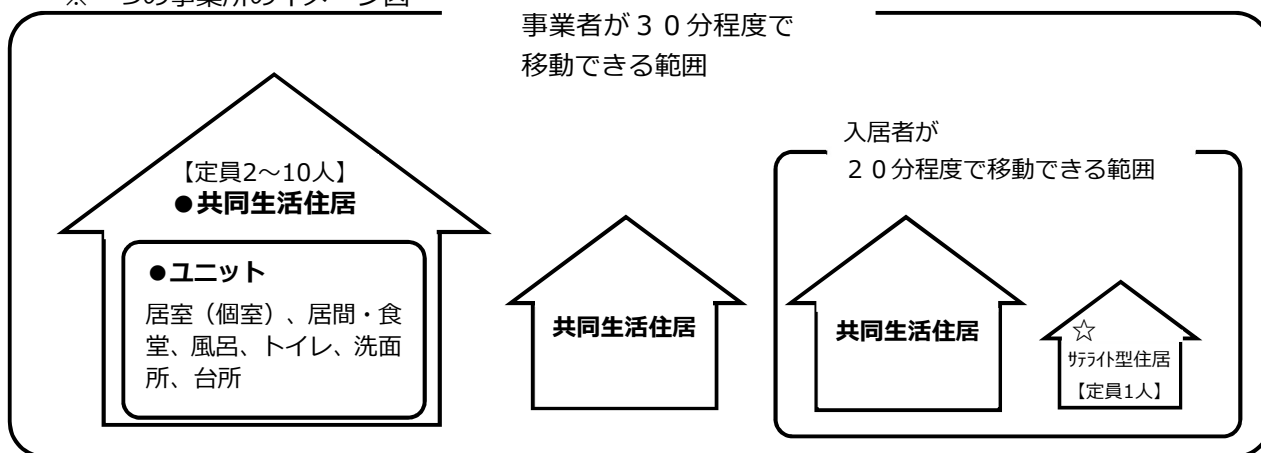 事業者が３０分程度で
移動できる範囲
【定員2～10人】
●共同生活住居
●ユニット
居室（個室）、居間・食
堂、風呂、トイレ、洗面
所、台所
共同生活住居
入居者が
２０分程度で移動できる範囲
共同生活住居
☆
ｻﾃﾗｲﾄ型住居
【定員1人】